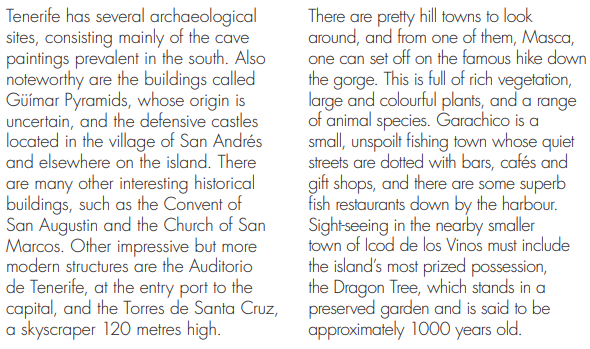 Tenerife has several archaeological
sites, consisting mainly of the cave
paintings prevalent in the south. Also
noteworthy are the buildings called
Güímar Pyramids, whose origin is
uncertain, and the defensive castles
located in the village of San Andrés
and elsewhere on the island. There
are many other interesting historical
buildings, such as the Convent of
San Augustin and the Church of San
Marcos. Other impressive but more
modern structures are the Auditorio
de Tenerife, at the entry port to the
capital, and the Torres de Santa Cruz,
a skyscraper 120 metres high.
There are pretty hill towns to look
around, and from one of them, Masca,
one can set off on the famous hike down
the gorge. This is full of rich vegetation,
large and colourful plants, and a range
of animal species. Garachico is a
small, unspoilt fishing town whose quiet
streets are dotted with bars, cafés and
gift shops, and there are some superb
fish restaurants down by the harbour.
Sight-seeing in the nearby smaller
town of Icod de los Vinos must include
the island's most prized possession,
the Dragon Tree, which stands in a
preserved garden and is said to be
approximately 1000 years old.